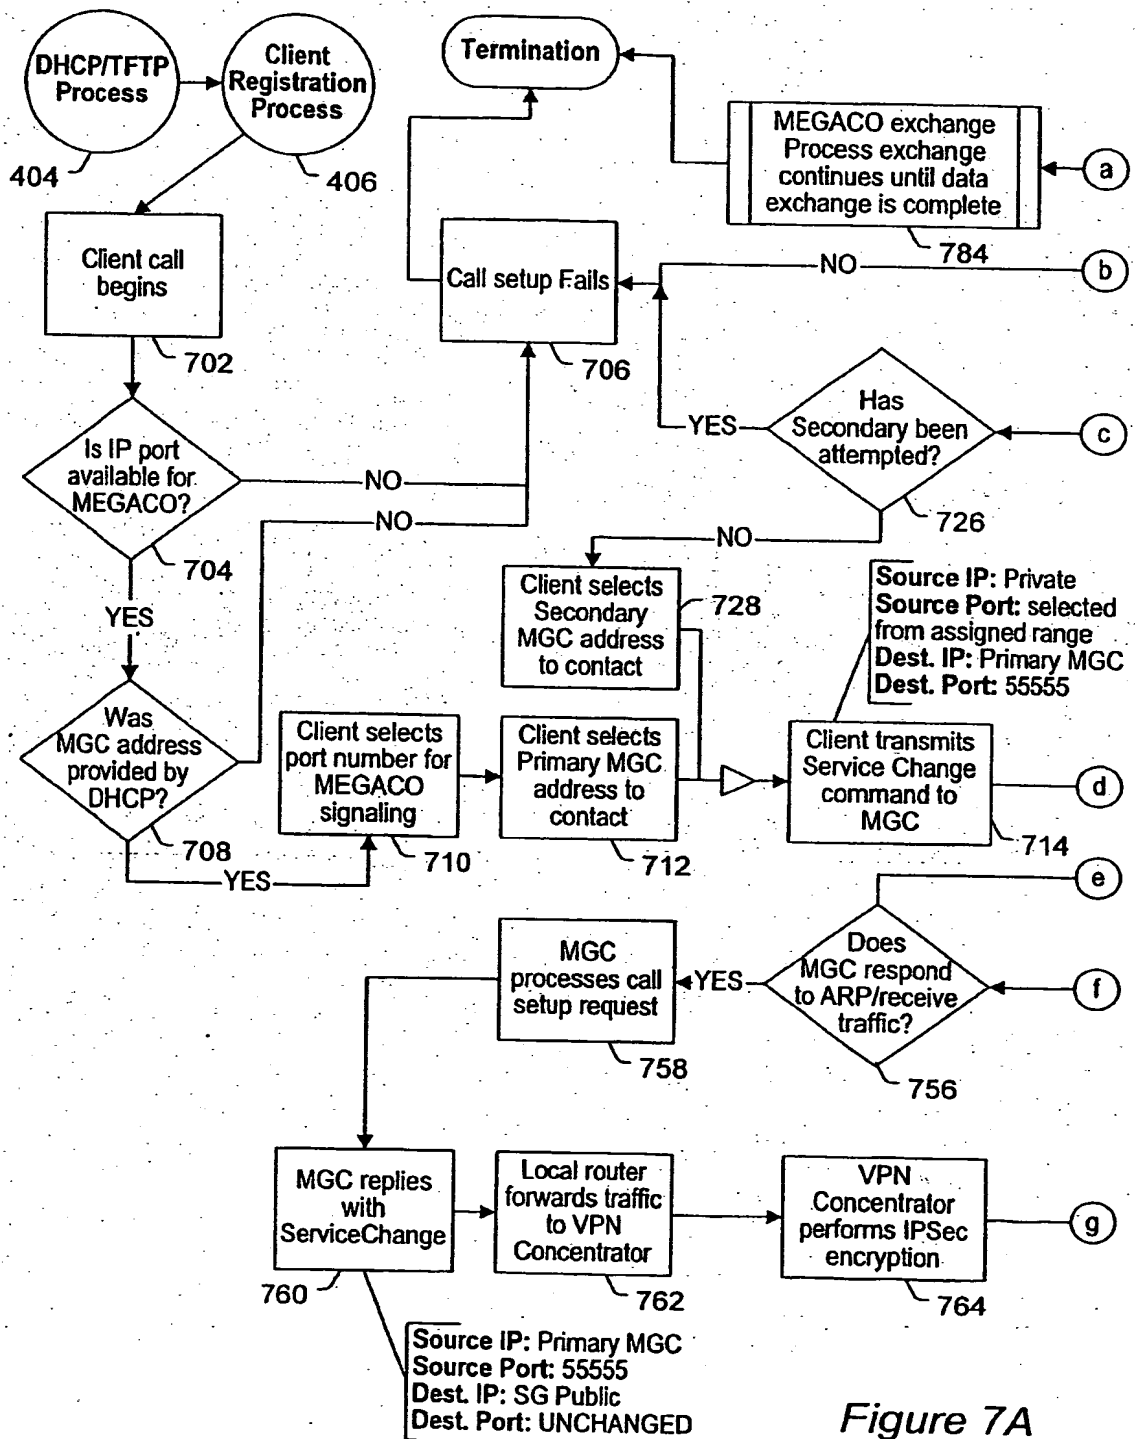 DHCP/TFTP
Process
404
Client
Registration
Process
406
Termination
MEGACO exchange
Process exchange
continues until data
exchange is complete
784
a
Client call
begins
702
Call setup Fails
706
NO
b
Has
Secondary been
attempted?
726
YES
c
Is IP port
available for
MEGACO?
704
NO
NO
YES
NO
Client selects
Secondary
MGC address
to contact
728
Source IP: Private
Source Port: selected
from assigned range
Dest. IP: Primary MGC
Dest. Port: 55555
Was
MGC address
provided by
DHCP?
708
YES
Client selects
port number for
MEGACO
signaling
710
Client selects
Primary MGC
address to
contact
712
Client transmits
Service Change
command to
MGC
714
d
e
Does
MGC respond
to ARP/receive
traffic?
756
f
YES
MGC
processes call
setup request
758
MGC replies
with
ServiceChange
760
Local router
forwards traffic
to VPN
Concentrator
762
VPN
Concentrator
performs IPSec
encryption
764
g
Source IP: Primary MGC
Source Port: 55555
Dest. IP: SG Public
Dest. Port: UNCHANGED
Figure 7A